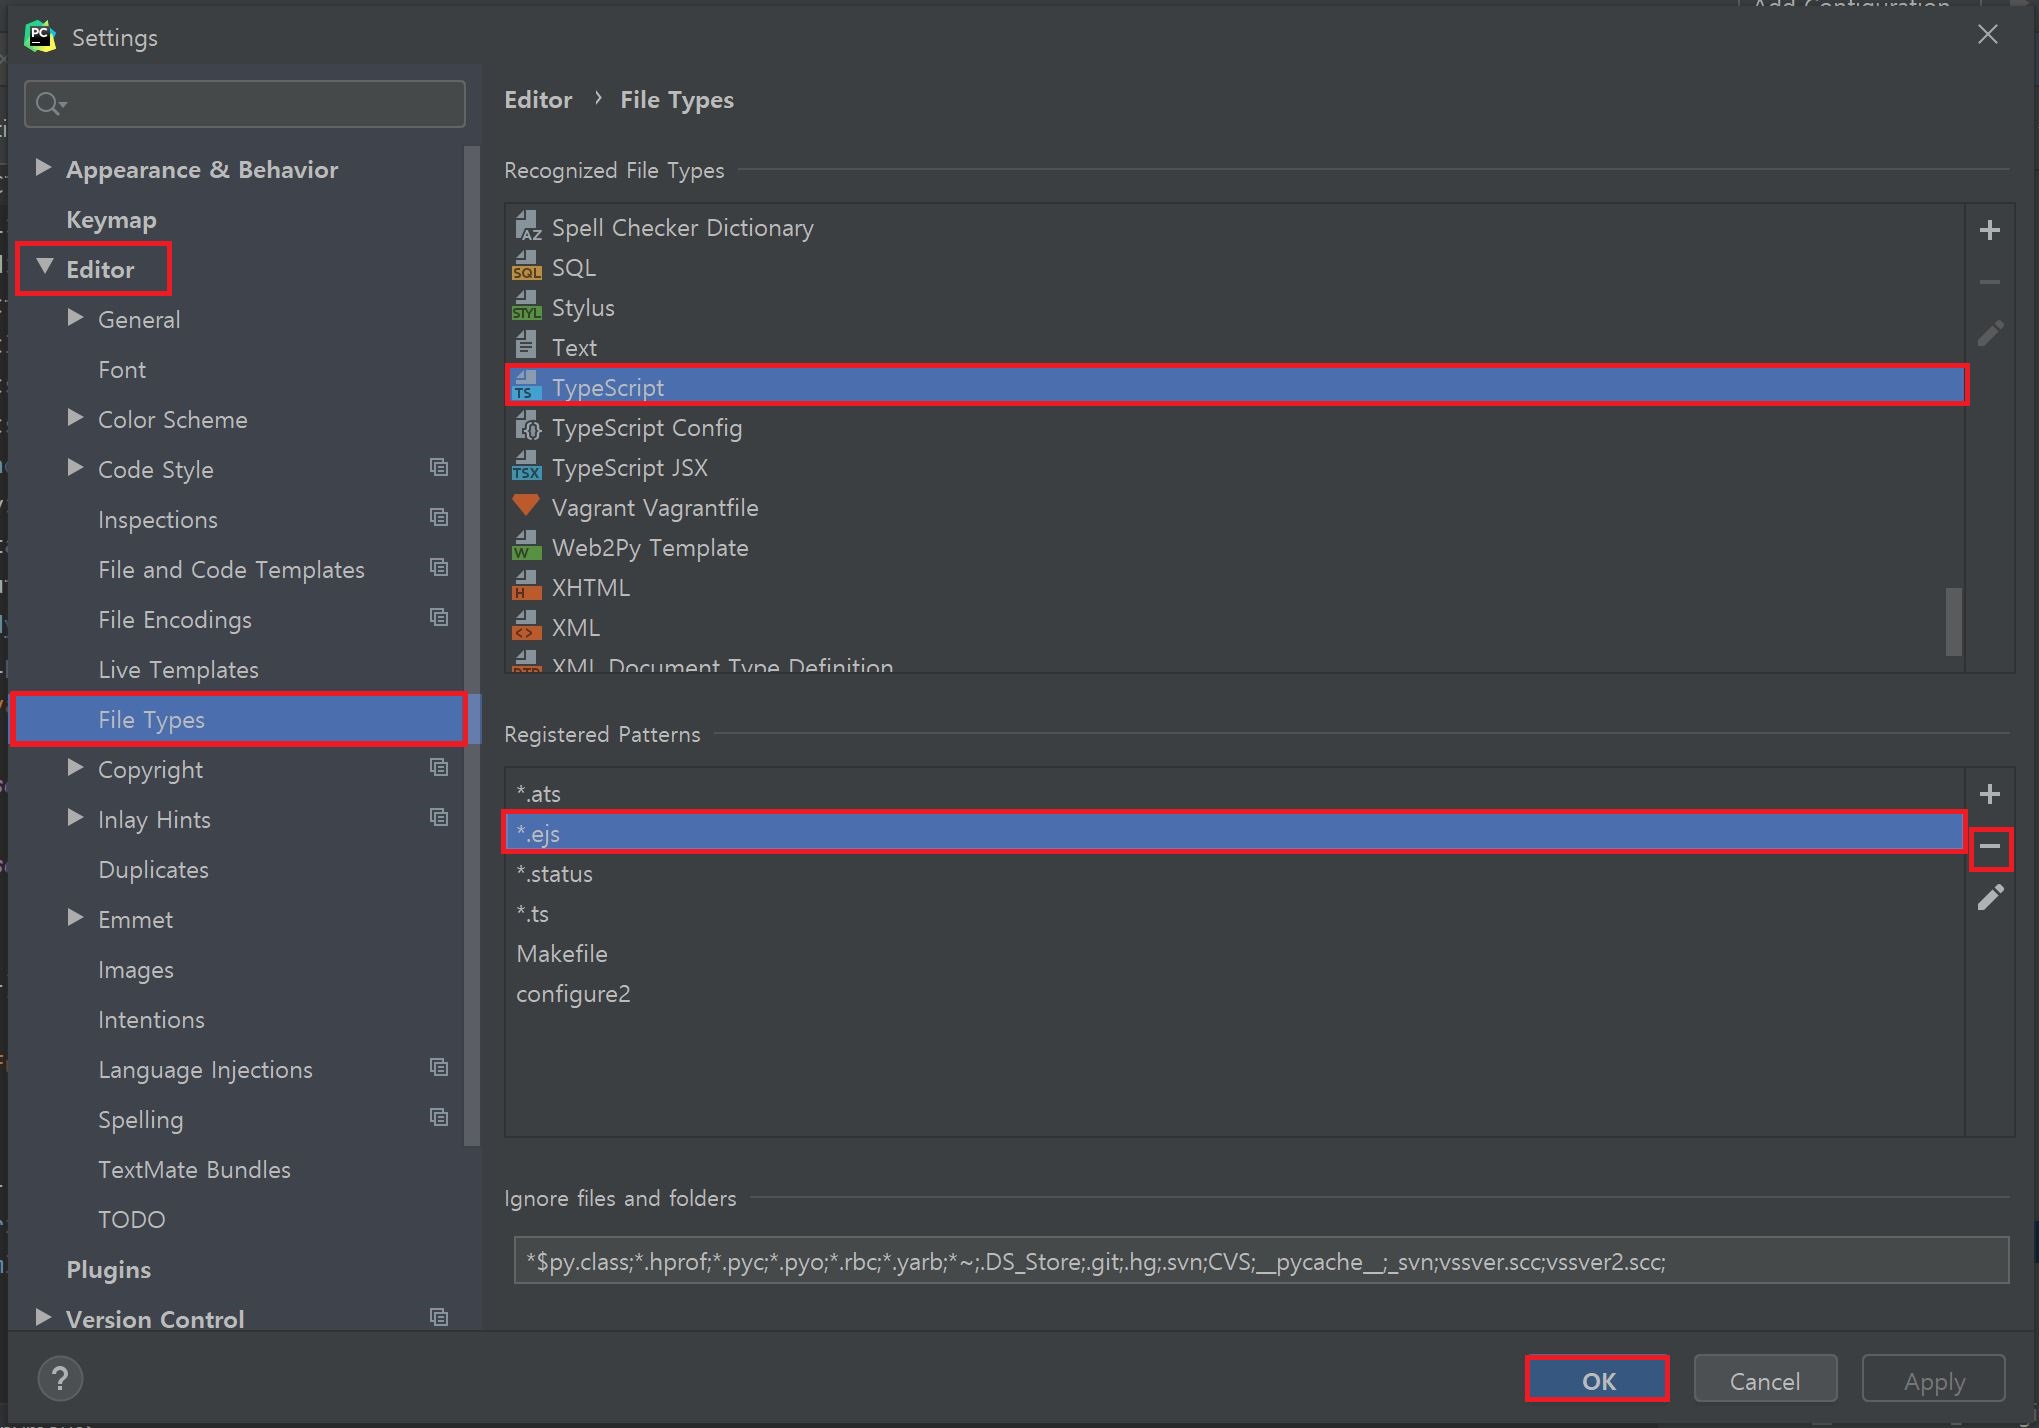 Settings
Appearance & Behavior
Keymap
Editor
General
Font
Color Scheme
Code Style
Inspections
File and Code Templates
File Encodings
Live Templates
File Types
Copyright
Inlay Hints
Duplicates
Emmet
Images
Intentions
Language Injections
Spelling
TextMate Bundles
TODO
Plugins
Version Control
Editor › File Types
Recognized File Types
Spell Checker Dictionary
SQL
Stylus
Text
TypeScript
TypeScript Config
TypeScript JSX
Vagrant Vagrantfile
Web2Py Template
XHTML
XML
XML Document Type Definition
Registered Patterns
*.ats
*.ejs
*.status
*.ts
Makefile
configure2
Ignore files and folders
*$py.class;*.hprof;*.pyc;*.pyo;*.rbc;*.yarb;*~;.DS_Store;.git;.hg;.svn;CVS;__pycache__;_svn;vssver.scc;vssver2.scc;
?
OK
Cancel
Apply